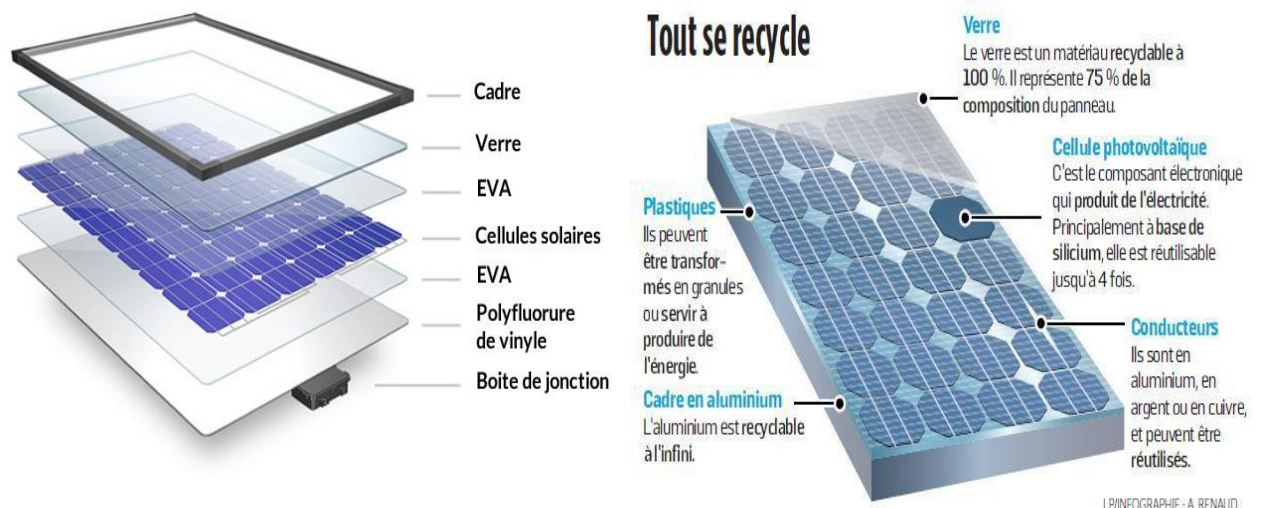 Cadre
Verre
EVA
Cellules solaires
EVA
Polyfluorure
de vinyle
Boite de jonction
Tout se recycle
Verre
Le verre est un matériau recyclable à
100 %. Il représente 75 % de la
composition du panneau.
Cellule photovoltaïque
C'est le composant électronique
qui produit de l'électricité.
Principalement à base de
silicium, elle est réutilisable
jusqu'à 4 fois.
Plastiques
Ils peuvent
être transfor-
més en granules
ou servir à
produire de
l'énergie.
Conducteurs
Ils sont en
aluminium, en
argent ou en cuivre,
et peuvent être
réutilisés.
Cadre en aluminium
L'aluminium est recyclable
à l'infini.
LP/INFOGRAPHIE - A. RENAUD.